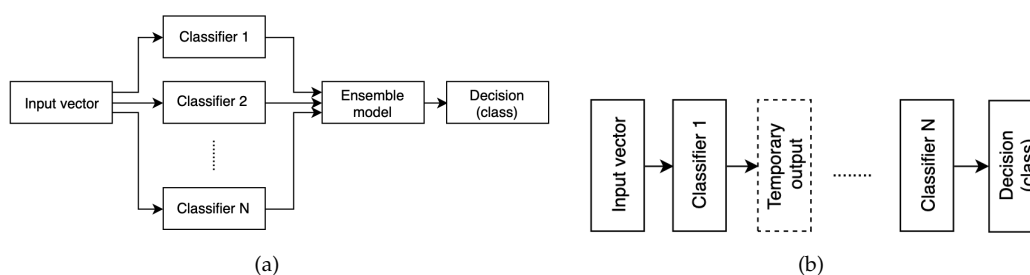 Input vector
Classifier 1
Classifier 2
........
Classifier N
Ensemble
model
Decision
(class)
(a)
Input vector
Classifier 1
Temporary
output
........
Classifier N
Decision
(class)
(b)